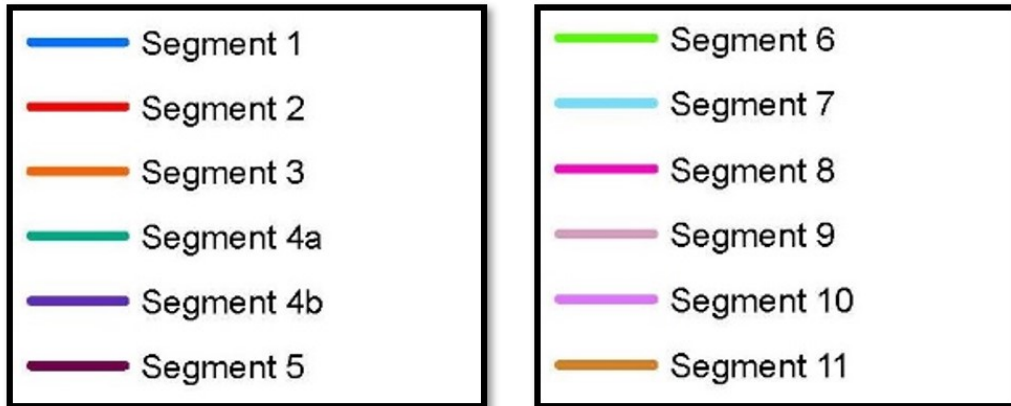 Segment 1
Segment 2
Segment 3
Segment 4a
Segment 4b
Segment 5
Segment 6
Segment 7
Segment 8
Segment 9
Segment 10
Segment 11